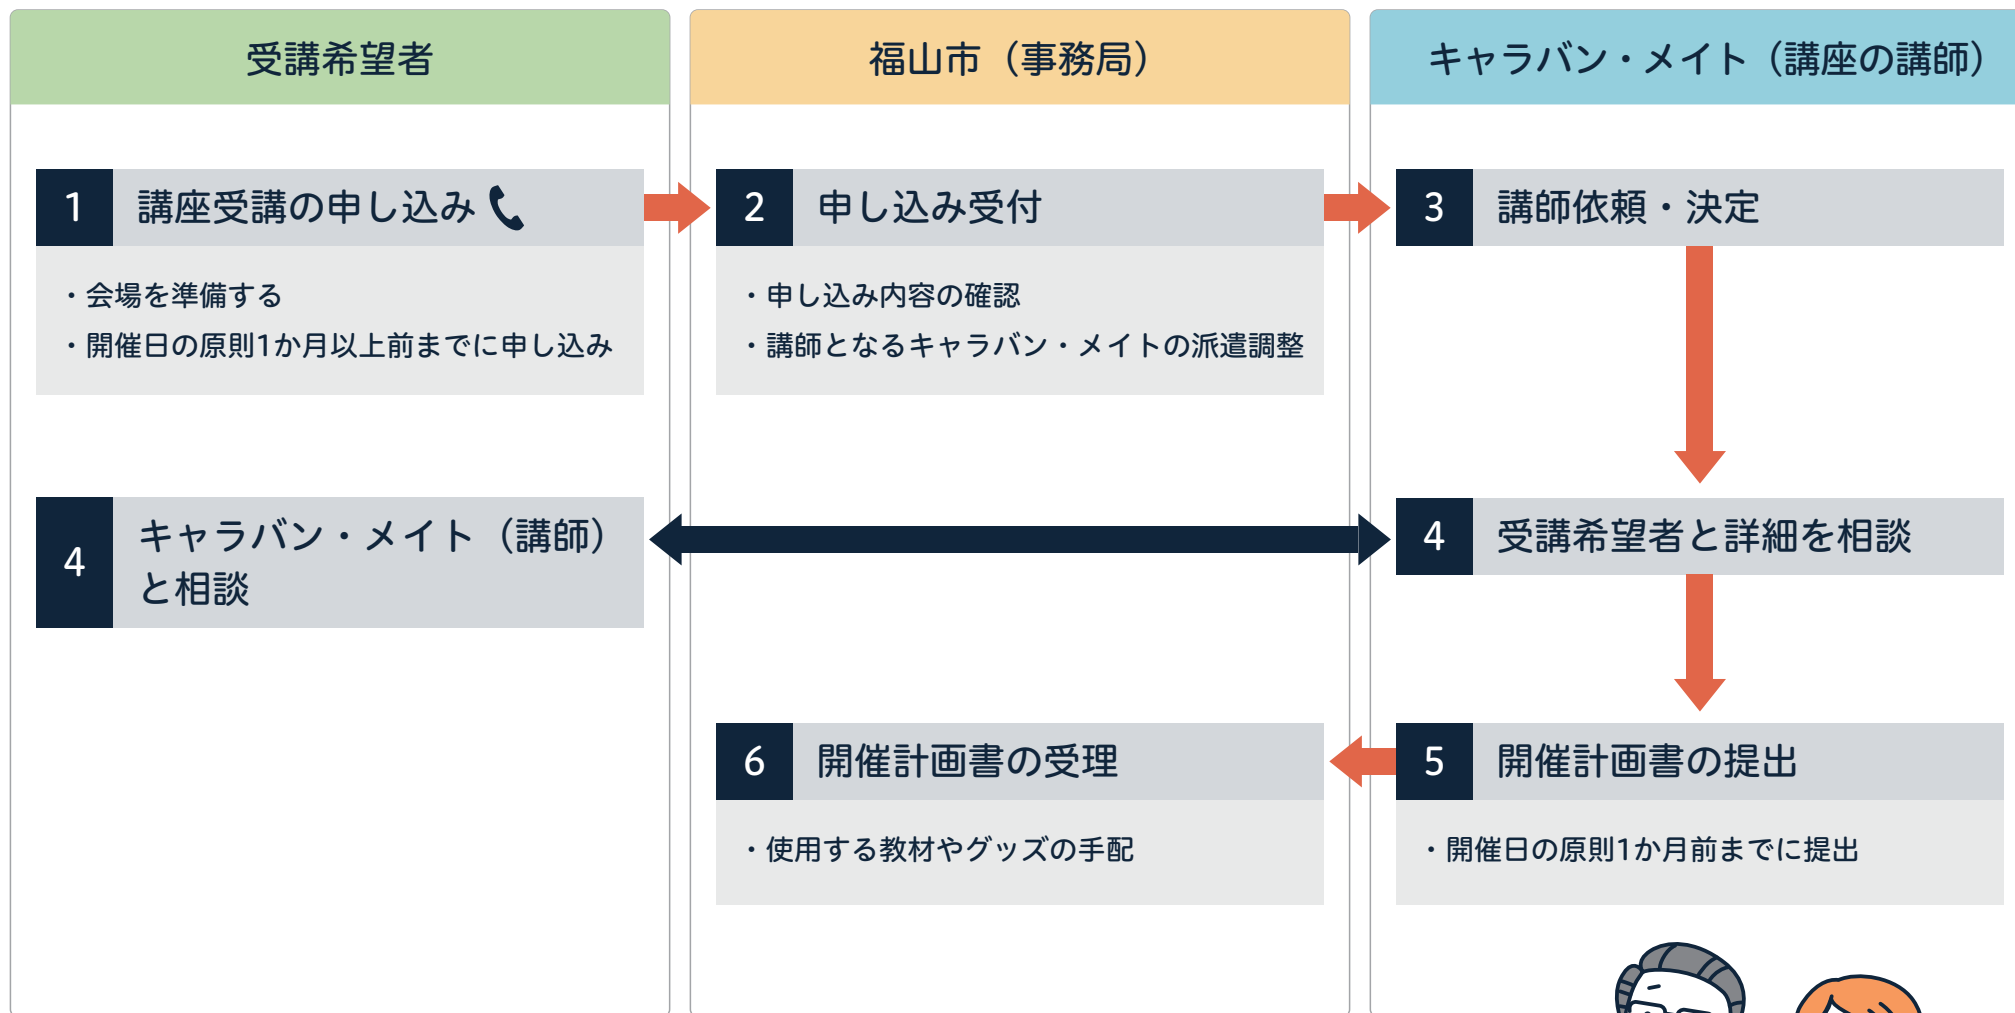 受講希望者
福山市（事務局）
キャラバン・メイト（講座の講師）
1 講座受講の申し込み
・会場を準備する
・開催日の原則1か月以上前までに申し込み
2 申し込み受付
・申し込み内容の確認
・講師となるキャラバン・メイトの派遣調整
3 講師依頼・決定
4 キャラバン・メイト（講師）
と相談
4 受講希望者と詳細を相談
5 開催計画書の提出
・開催日の原則1か月前までに提出
6 開催計画書の受理
・使用する教材やグッズの手配